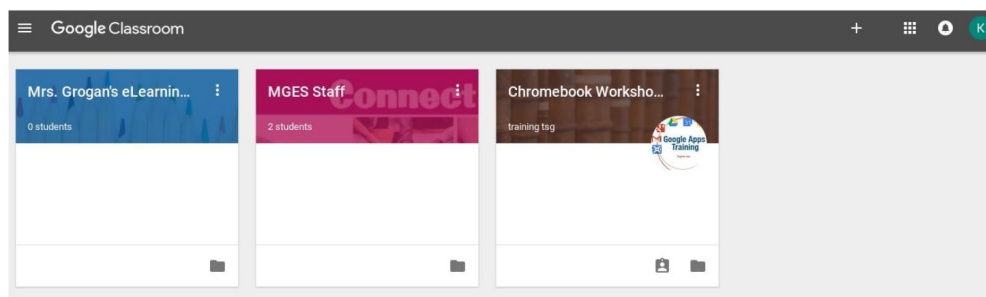 Google Classroom
K
Mrs. Grogan's eLearnin...
0 students
MGES Staff
Connect
2 students
Chromebook Worksho...
training tsg
Google Apps
Training